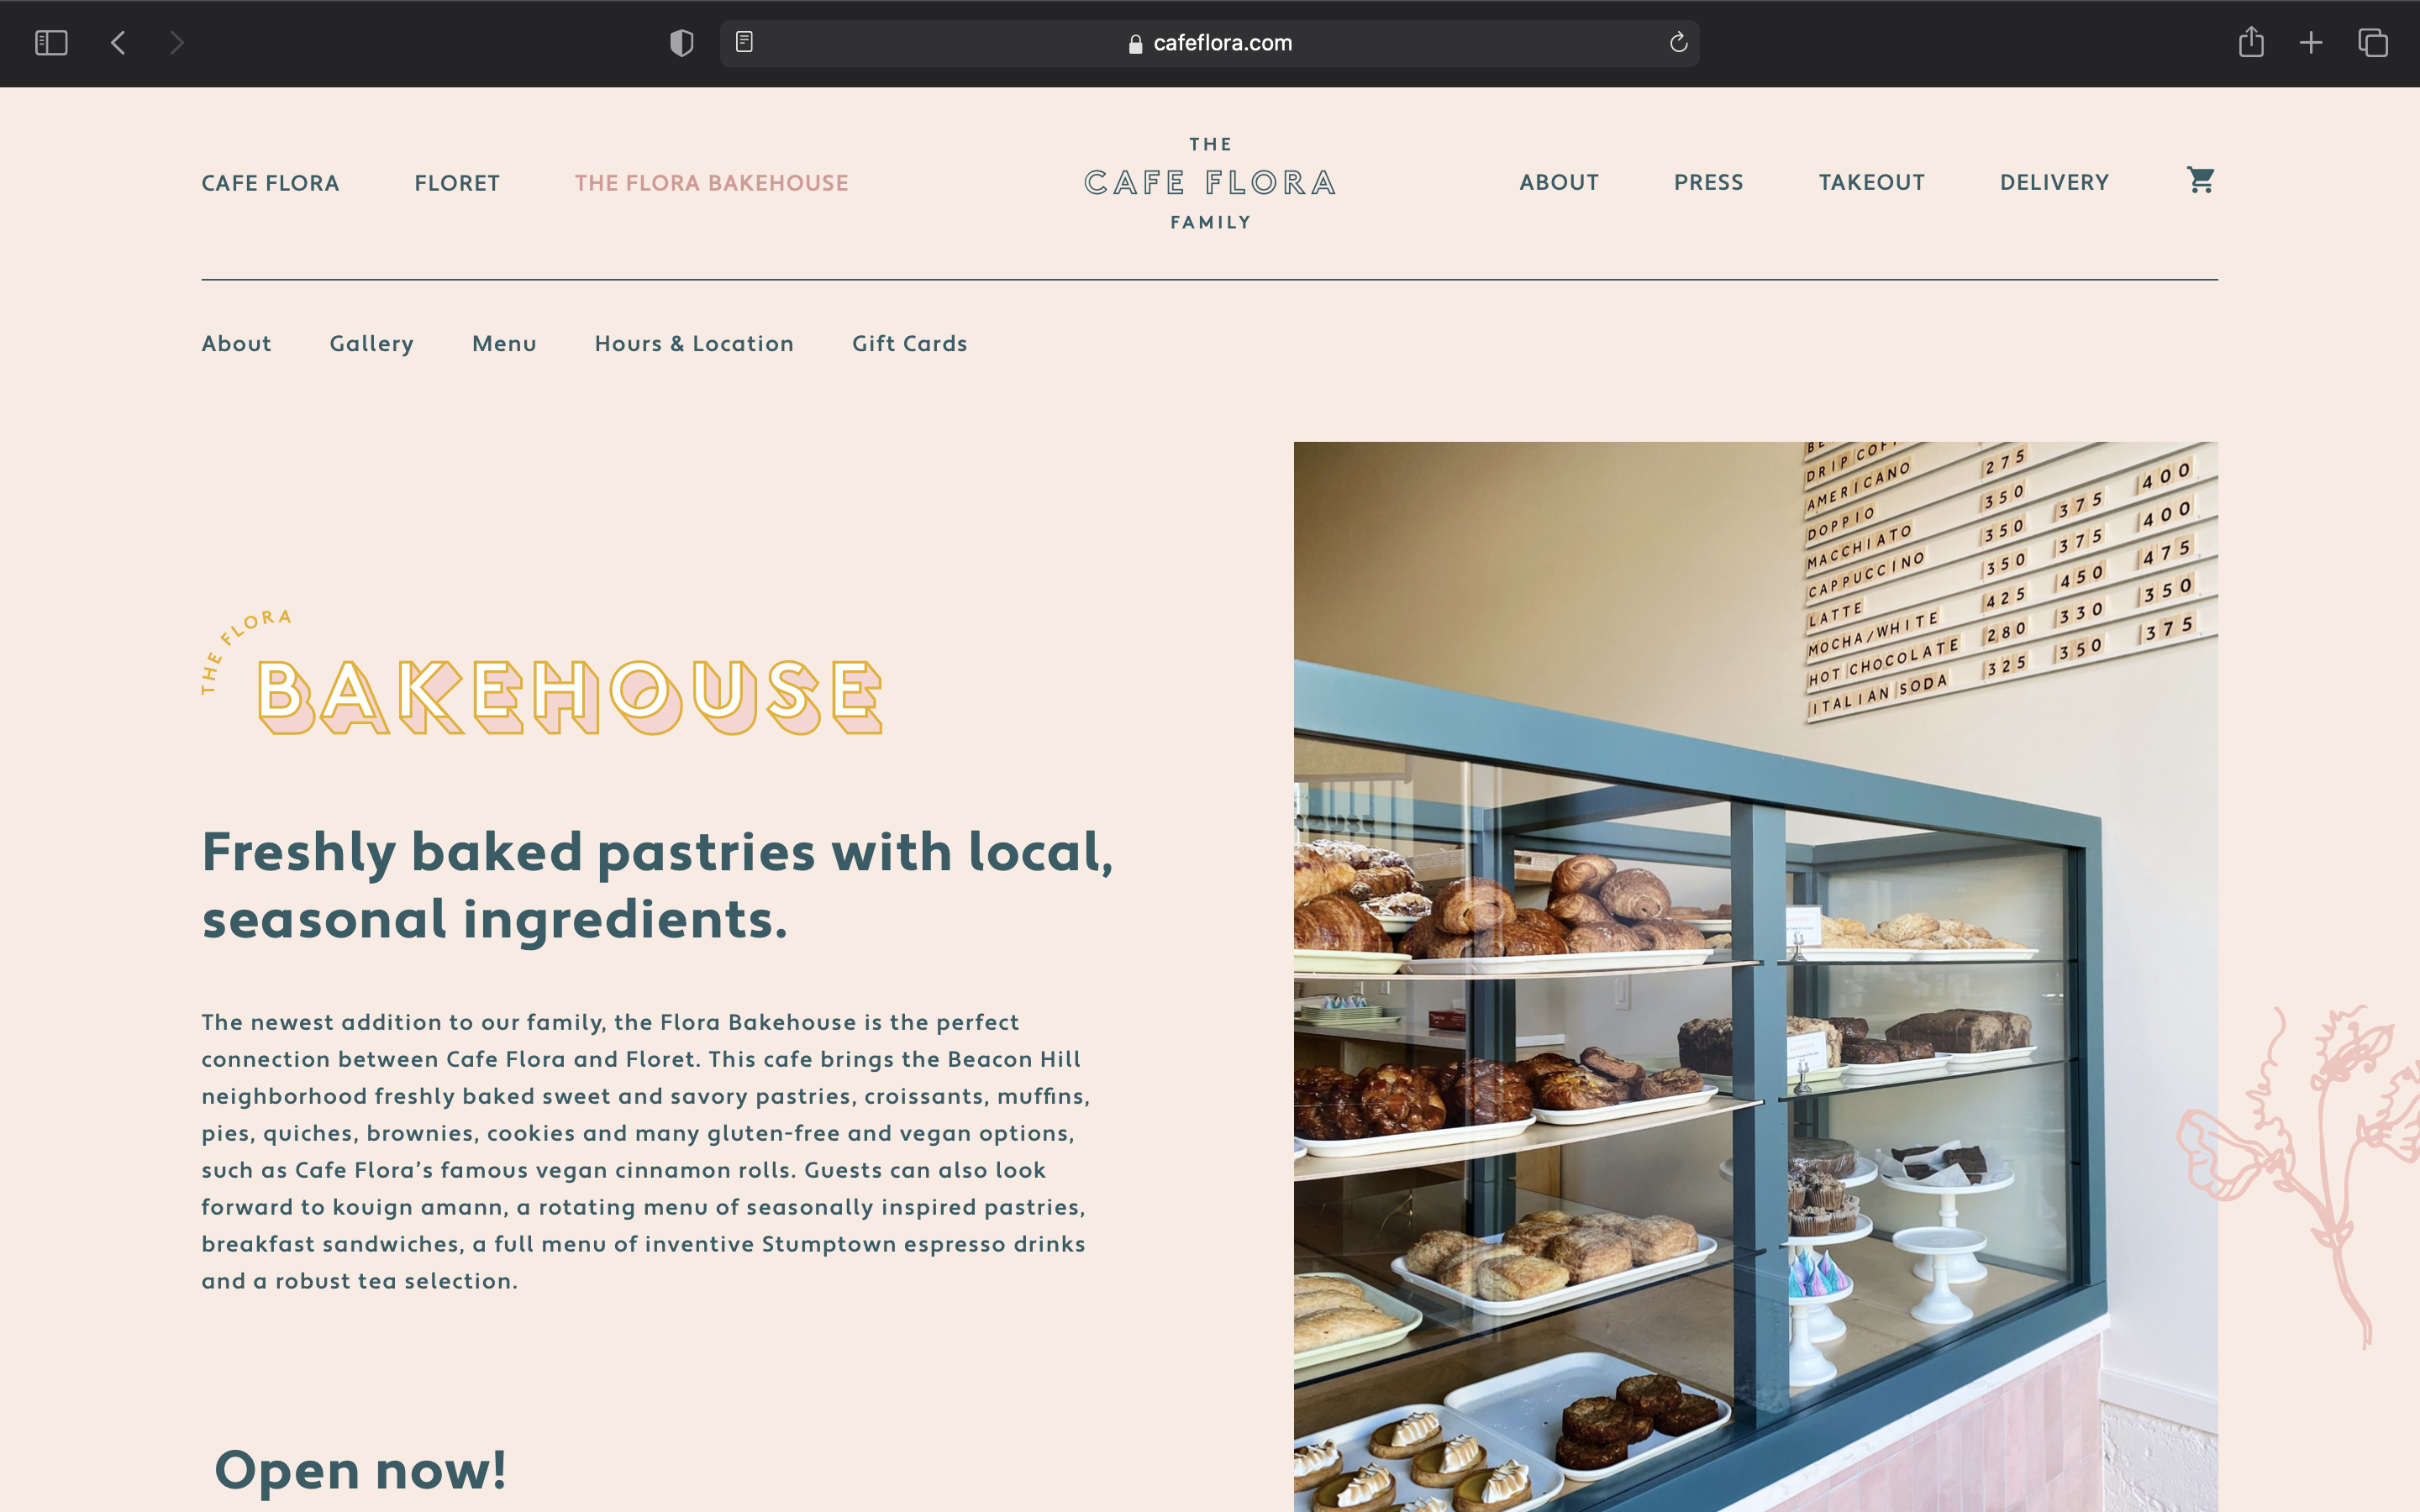 cafeflora.com
CAFE FLORA
FLORET
THE FLORA BAKEHOUSE
THE
CAFE FLORA
FAMILY
ABOUT
PRESS
TAKEOUT
DELIVERY
About
Gallery
Menu
Hours & Location
Gift Cards
THE FLORA
BAKEHOUSE
Freshly baked pastries with local,
seasonal ingredients.
The newest addition to our family, the Flora Bakehouse is the perfect
connection between Cafe Flora and Floret. This cafe brings the Beacon Hill
neighborhood freshly baked sweet and savory pastries, croissants, muffins,
pies, quiches, brownies, cookies and many gluten-free and vegan options,
such as Cafe Flora’s famous vegan cinnamon rolls. Guests can also look
forward to kouign amann, a rotating menu of seasonally inspired pastries,
breakfast sandwiches, a full menu of inventive Stumptown espresso drinks
and a robust tea selection.
Open now!
DRIP
AMERICANO 275
DOPPIO 350
MACCHIATO 350 375 400
CAPPUCCINO 350 375 400
LATTE 425 450 475
MOCHA/WHITE 280 330 350
HOT CHOCOLATE 325 350 375
ITALIAN SODA